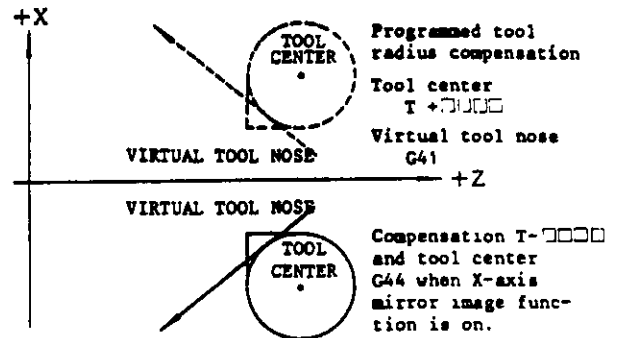 +X
TOOL
CENTER
Programmed tool
radius compensation
Tool center
T +□□□□
Virtual tool nose
G41
VIRTUAL TOOL NOSE
+Z
VIRTUAL TOOL NOSE
TOOL
CENTER
Compensation T-□□□□
and tool center
G44 when X-axis
mirror image func-
tion is on.